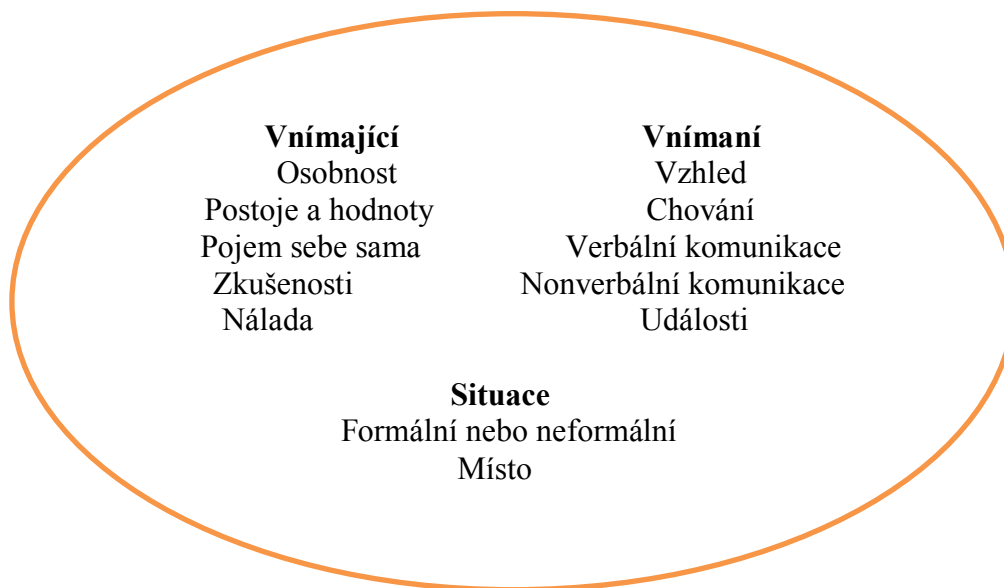 Vnímající
Osobnost
Postoje a hodnoty
Pojem sebe sama
Zkušenosti
Nálada
Vnímaní
Vzhled
Chování
Verbální komunikace
Nonverbální komunikace
Události
Situace
Formální nebo neformální
Místo